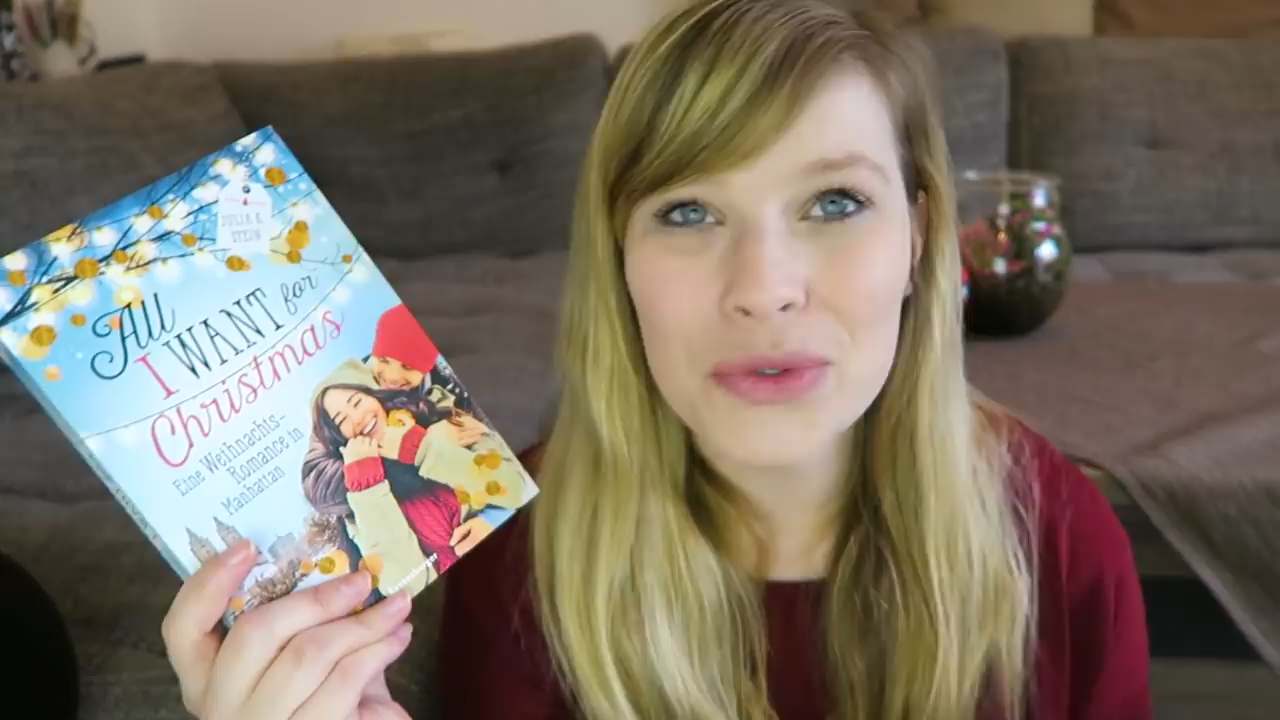 JULIA K.
STEIN
All
I WANT for
Christmas
Eine Weihnachts-
Romance in
Manhattan